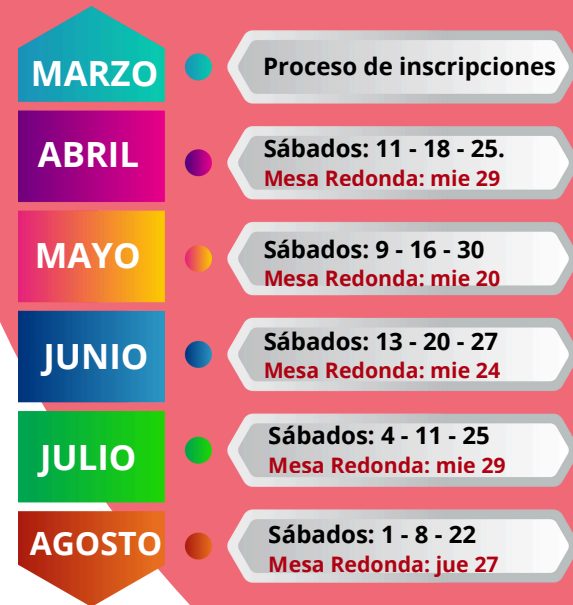 MARZO
Proceso de inscripciones
ABRIL
Sábados: 11 - 18 - 25.
Mesa Redonda: mie 29
MAYO
Sábados: 9 - 16 - 30
Mesa Redonda: mie 20
JUNIO
Sábados: 13 - 20 - 27
Mesa Redonda: mie 24
JULIO
Sábados: 4 - 11 - 25
Mesa Redonda: mie 29
AGOSTO
Sábados: 1 - 8 - 22
Mesa Redonda: jue 27